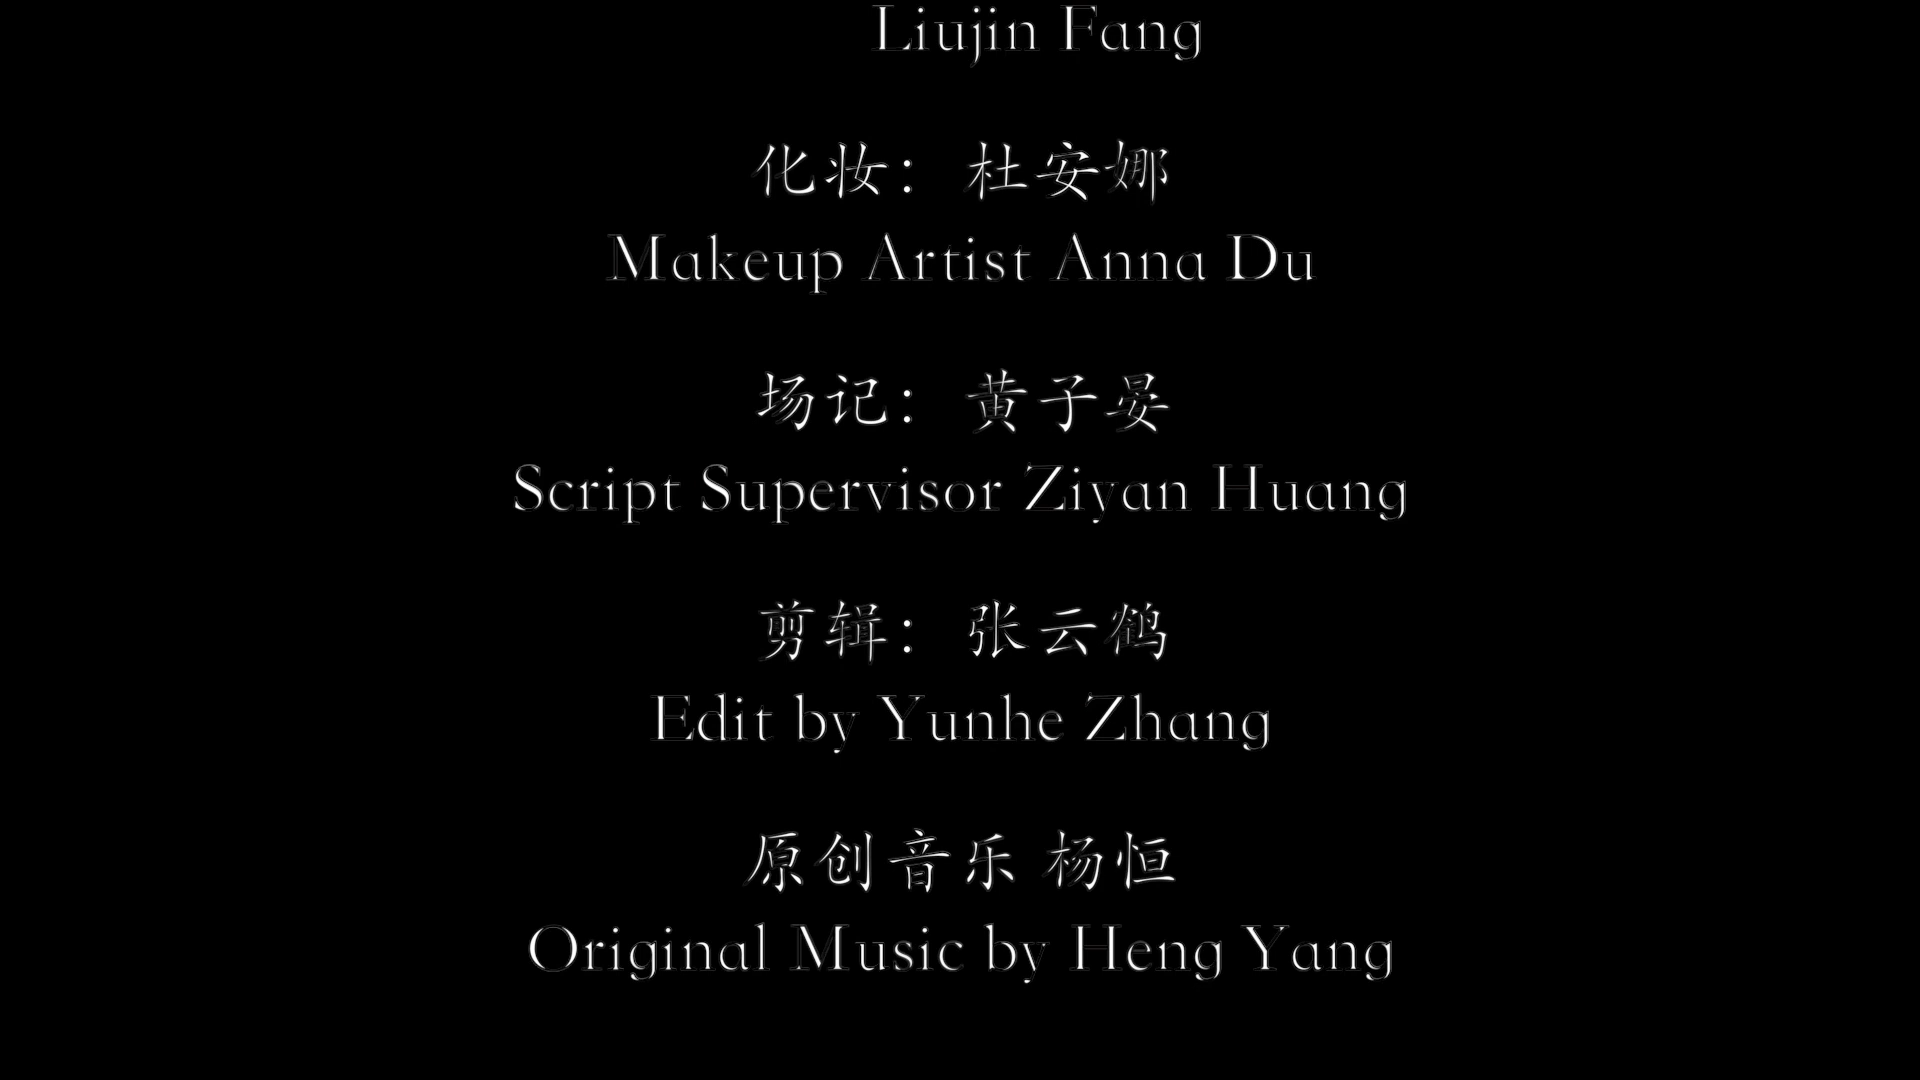 Liujin Fang
化妆：杜安娜
Makeup Artist Anna Du
场记：黄子晏
Script Supervisor Ziyan Huang
剪辑：张云鹤
Edit by Yunhe Zhang
原创音乐 杨恒
Original Music by Heng Yang